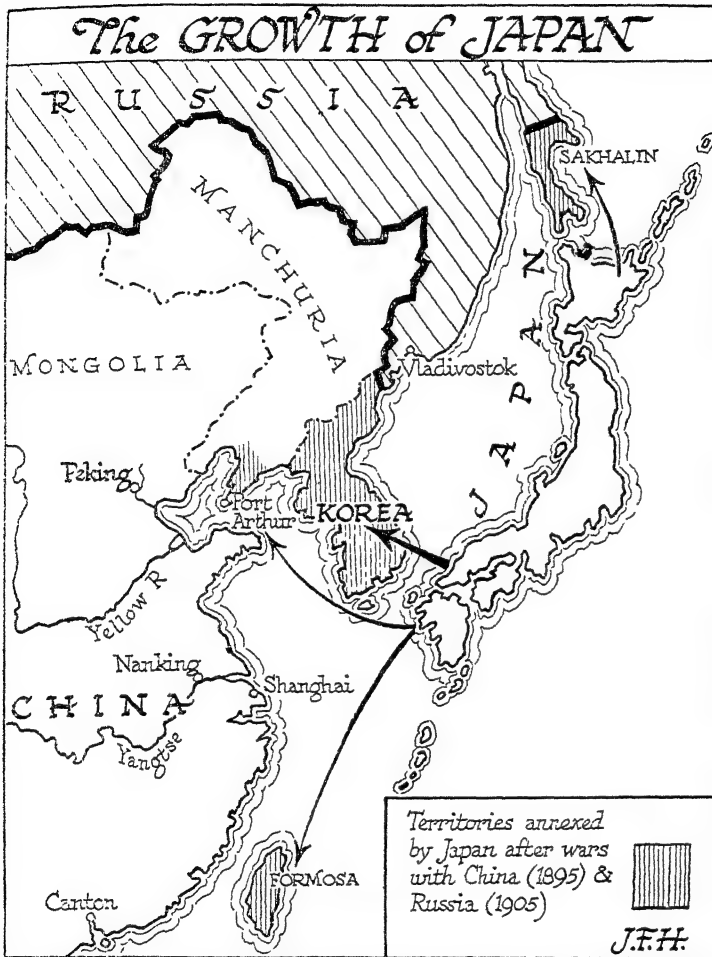 The GROWTH of JAPAN
RUSSIA
SAKHALIN
MANCHURIA
MONGOLIA
Vladivostok
JAPAN
Peking
Port
Arthur
KOREA
Yellow R
Nanking
Shanghai
CHINA
Yangtse
FORMOSA
Canton
Territories annexed
by Japan after wars
with China (1895) &
Russia (1905)
J.F.H.